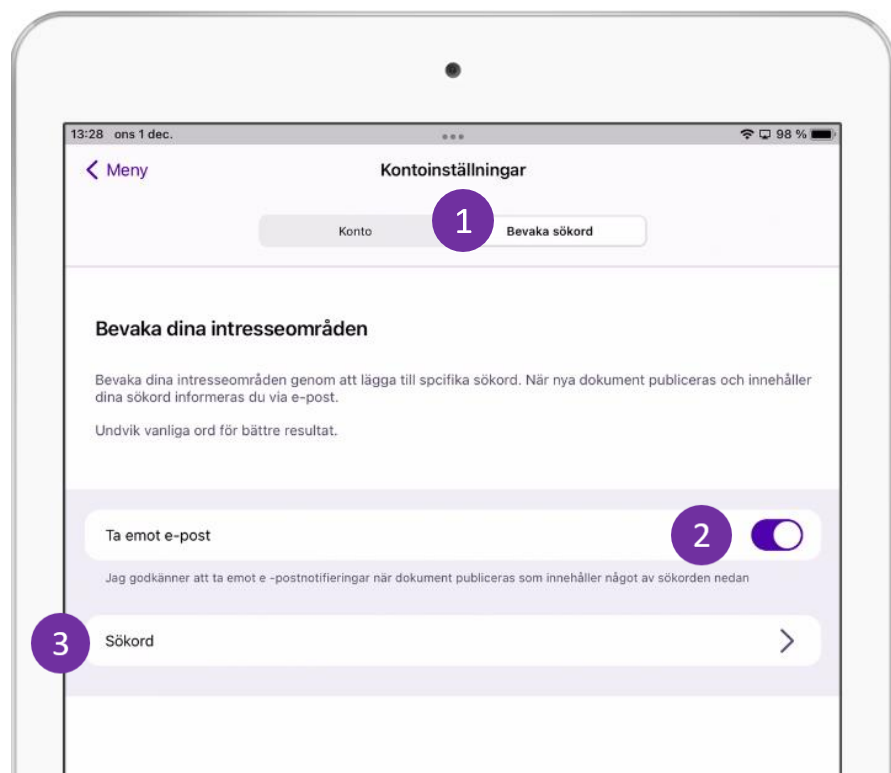 13:28 ons 1 dec.
98 %
Meny
Kontoinställningar
1
Konto
Bevaka sökord
Bevaka dina intresseområden
Bevaka dina intresseområden genom att lägga till spcifika sökord. När nya dokument publiceras och innehåller
dina sökord informeras du via e-post.
Undvik vanliga ord för bättre resultat.
Ta emot e-post
2
Jag godkänner att ta emot e -postnotifieringar när dokument publiceras som innehåller något av sökorden nedan
3
Sökord